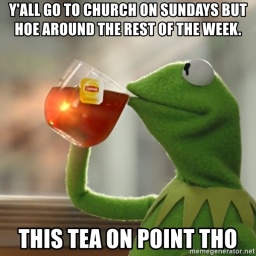 Y'ALL GO TO CHURCH ON SUNDAYS BUT
HOE AROUND THE REST OF THE WEEK.
Lipton
THIS TEA ON POINT THO
memegenerator.net